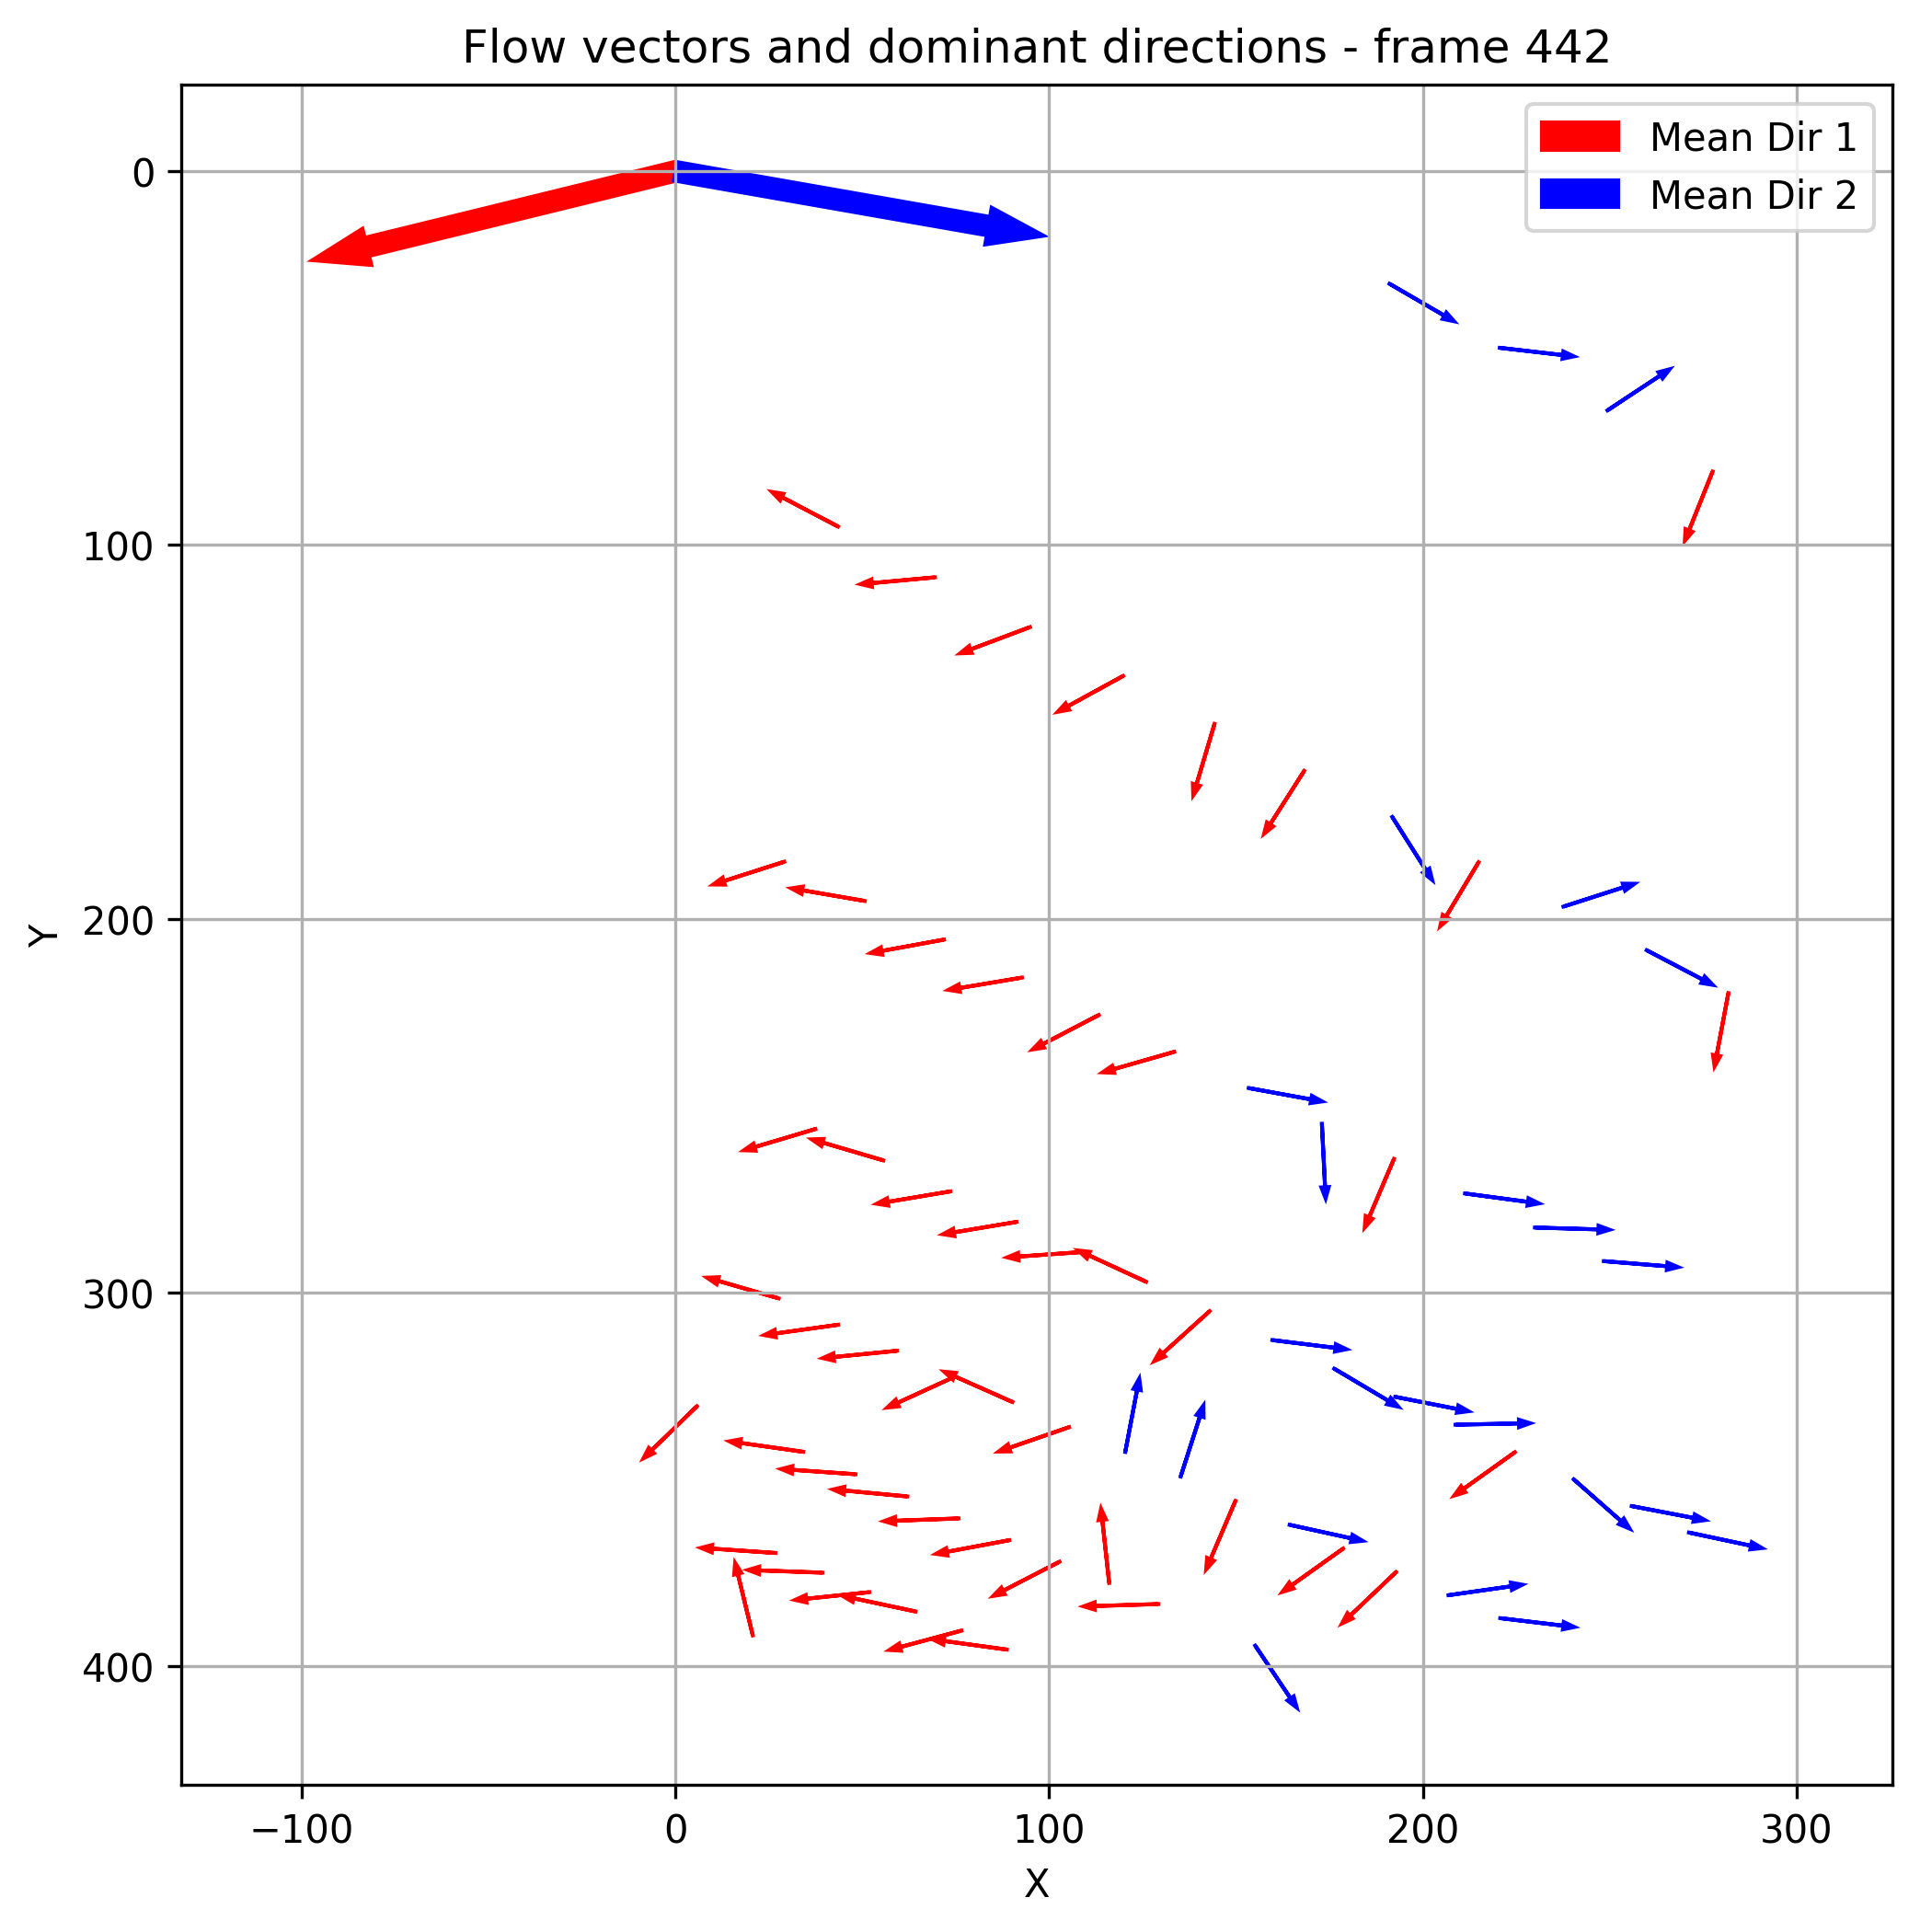 Flow vectors and dominant directions - frame 442
Mean Dir 1
Mean Dir 2
0
100
200
300
400
Y
−100
0
100
200
300
X